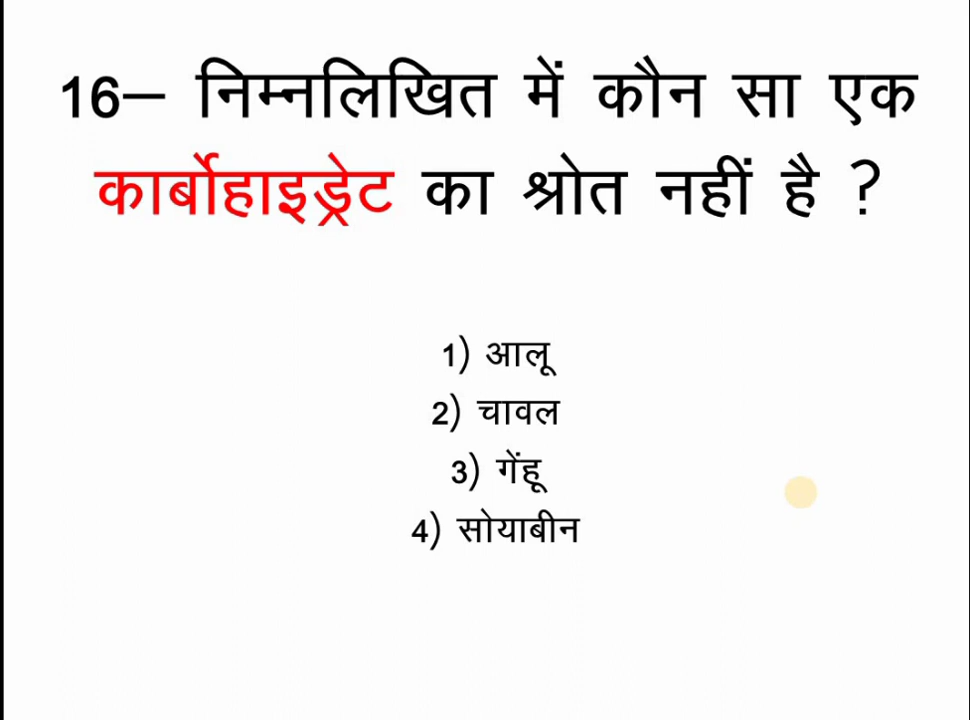 16– निम्नलिखित में कौन सा एक
कार्बोहाइड्रेट का श्रोत नहीं है ?
1) आलू
2) चावल
3) गेंहू
4) सोयाबीन